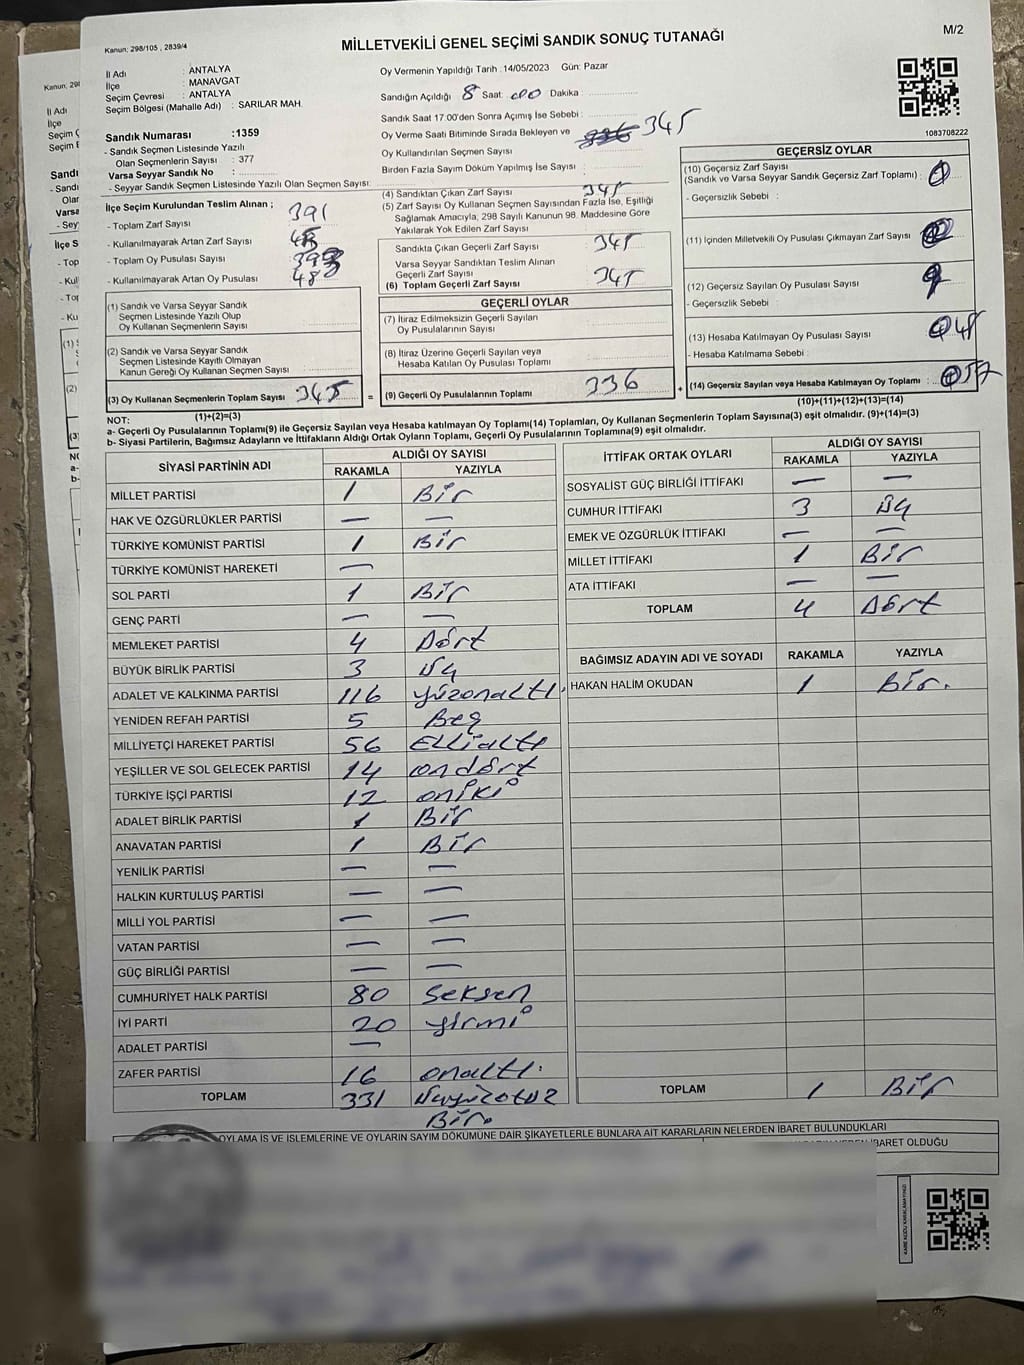 Kanun: 298/105 , 2839/4
MİLLETVEKİLİ GENEL SEÇİMİ SANDIK SONUÇ TUTANAĞI
M/2
İl Adı : ANTALYA
İlçe : MANAVGAT
Seçim Çevresi : ANTALYA
Seçim Bölgesi (Mahalle Adı) : SARILAR MAH.
Sandık Numarası :1359
- Sandık Seçmen Listesinde Yazılı
Olan Seçmenlerin Sayısı : 377
Varsa Seyyar Sandık No :
- Seyyar Sandık Seçmen Listesinde Yazılı Olan Seçmen Sayısı:
Oy Vermenin Yapıldığı Tarih :14/05/2023 Gün: Pazar
Sandığın Açıldığı 8 Saat: 00 Dakika :
Sandık Saat 17.00'den Sonra Açımış İse Sebebi :
Oy Verme Saati Bitiminde Sırada Bekleyen ve 345
Oy Kullandırılan Seçmen Sayısı
Birden Fazla Sayım Döküm Yapılmış İse Sayısı :
1083708222
İlçe Seçim Kurulundan Teslim Alınan ;
- Toplam Zarf Sayısı 391
- Kullanılmayarak Artan Zarf Sayısı
- Toplam Oy Pusulası Sayısı
- Kullanılmayarak Artan Oy Pusulası 48
(4) Sandıktan Çıkan Zarf Sayısı 345
(5) Zarf Sayısı Oy Kullanan Seçmen Sayısından Fazla İse, Eşitliği
Sağlamak Amacıyla, 298 Sayılı Kanunun 98. Maddesine Göre
Yakılarak Yok Edilen Zarf Sayısı
Sandıkta Çıkan Geçerli Zarf Sayısı 345
Varsa Seyyar Sandıktan Teslim Alınan
Geçerli Zarf Sayısı
(6) Toplam Geçerli Zarf Sayısı 345
GEÇERSİZ OYLAR
(10) Geçersiz Zarf Sayısı
(Sandık ve Varsa Seyyar Sandık Geçersiz Zarf Toplamı) :
- Geçersizlik Sebebi :
(11) İçinden Milletvekili Oy Pusulası Çıkmayan Zarf Sayısı
(12) Geçersiz Sayılan Oy Pusulası Sayısı
- Geçersizlik Sebebi :
(13) Hesaba Katılmayan Oy Pusulası Sayısı
- Hesaba Katılmama Sebebi :
(14) Geçersiz Sayılan veya Hesaba Katılmayan Oy Toplamı :
(10)+(11)+(12)+(13)=(14)
(1) Sandık ve Varsa Seyyar Sandık
Seçmen Listesinde Yazılı Olup
Oy Kullanan Seçmenlerin Sayısı
(2) Sandık ve Varsa Seyyar Sandık
Seçmen Listesinde Kayıtlı Olmayan
Kanun Gereği Oy Kullanan Seçmen Sayısı
(3) Oy Kullanan Seçmenlerin Toplam Sayısı 345 =
(1)+(2)=(3)
GEÇERLİ OYLAR
(7) İtiraz Edilmeksizin Geçerli Sayılan
Oy Pusulalarının Sayısı
(8) İtiraz Üzerine Geçerli Sayılan veya
Hesaba Katılan Oy Pusulası Toplamı
(9) Geçerli Oy Pusulalarının Toplamı 336 +
NOT:
a- Geçerli Oy Pusulalarının Toplamı(9) ile Geçersiz Sayılan veya Hesaba katılmayan Oy Toplamı(14) Toplamları, Oy Kullanan Seçmenlerin Toplam Sayısına(3) eşit olmalıdır. (9)+(14)=(3)
b- Siyasi Partilerin, Bağımsız Adayların ve İttifakların Aldığı Ortak Oyların Toplamı, Geçerli Oy Pusulalarının Toplamına(9) eşit olmalıdır.
SİYASİ PARTİNİN ADI ALDIĞI OY SAYISI
RAKAMLA YAZIYLA
MİLLET PARTİSİ 1 Bir
HAK VE ÖZGÜRLÜKLER PARTİSİ — —
TÜRKİYE KOMÜNİST PARTİSİ 1 Bir
TÜRKİYE KOMÜNİST HAREKETİ —
SOL PARTİ 1 Bir
GENÇ PARTİ — —
MEMLEKET PARTİSİ 4 Dört
BÜYÜK BİRLİK PARTİSİ 3 Üç
ADALET VE KALKINMA PARTİSİ 116 yüzonaltı
YENİDEN REFAH PARTİSİ 5 Beş
MİLLİYETÇİ HAREKET PARTİSİ 56 Ellialtı
YEŞİLLER VE SOL GELECEK PARTİSİ 14 ondört
TÜRKİYE İŞÇİ PARTİSİ 12 oniki
ADALET BİRLİK PARTİSİ 1 Bir
ANAVATAN PARTİSİ 1 Bir
YENİLİK PARTİSİ — —
HALKIN KURTULUŞ PARTİSİ — —
MİLLİ YOL PARTİSİ — —
VATAN PARTİSİ — —
GÜÇ BİRLİĞİ PARTİSİ — —
CUMHURİYET HALK PARTİSİ 80 Seksen
İYİ PARTİ 20 yirmi
ADALET PARTİSİ —
ZAFER PARTİSİ 16 onaltı.
TOPLAM 331 üçyüzotuz
Bir.
İTTİFAK ORTAK OYLARI ALDIĞI OY SAYISI
RAKAMLA YAZIYLA
SOSYALİST GÜÇ BİRLİĞİ İTTİFAKI — —
CUMHUR İTTİFAKI 3 Üç
EMEK VE ÖZGÜRLÜK İTTİFAKI — —
MİLLET İTTİFAKI 1 Bir
ATA İTTİFAKI — —
TOPLAM 4 Dört
BAĞIMSIZ ADAYIN ADI VE SOYADI RAKAMLA YAZIYLA
HAKAN HALİM OKUDAN 1 Bir.
TOPLAM 1 Bir
OYLAMA İŞ VE İŞLEMLERİNE VE OYLARIN SAYIM DÖKÜMÜNE DAİR ŞİKAYETLERLE BUNLARA AİT KARARLARIN NELERDEN İBARET BULUNDUKLARI
İBARET OLDUĞU